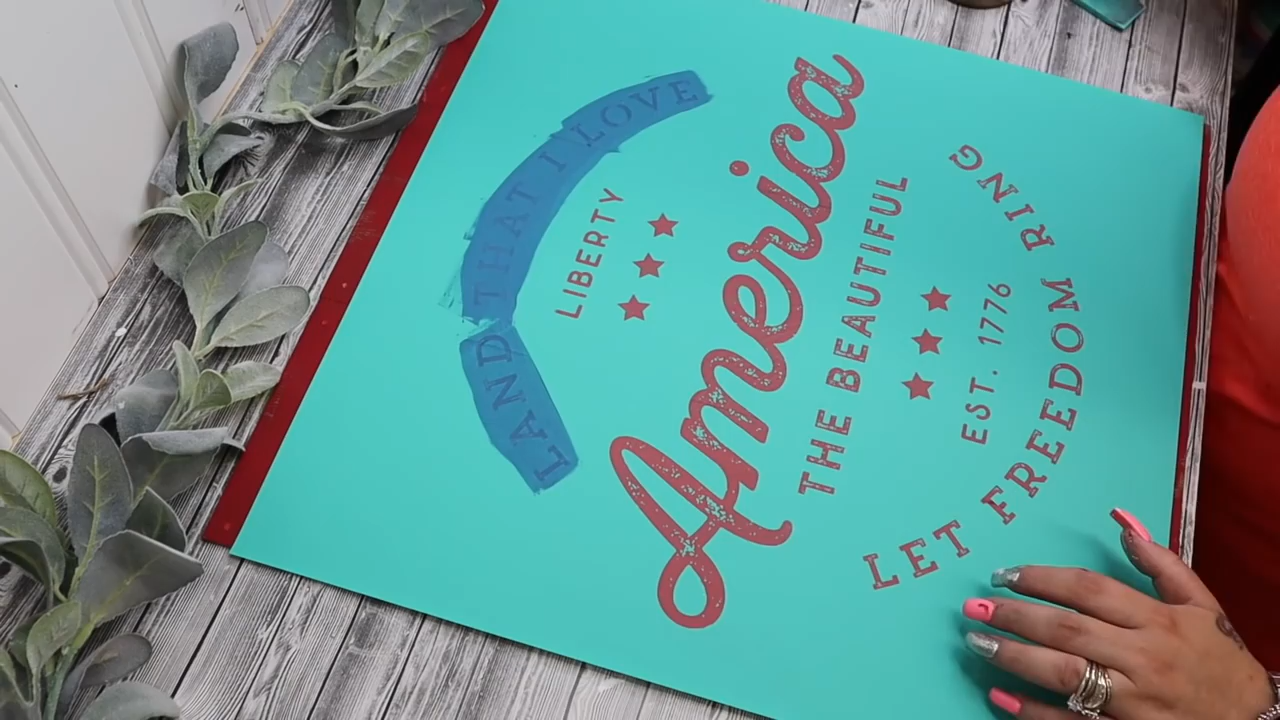 LAND THAT I LOVE
LIBERTY
America
THE BEAUTIFUL
EST. 1776
LET FREEDOM RING